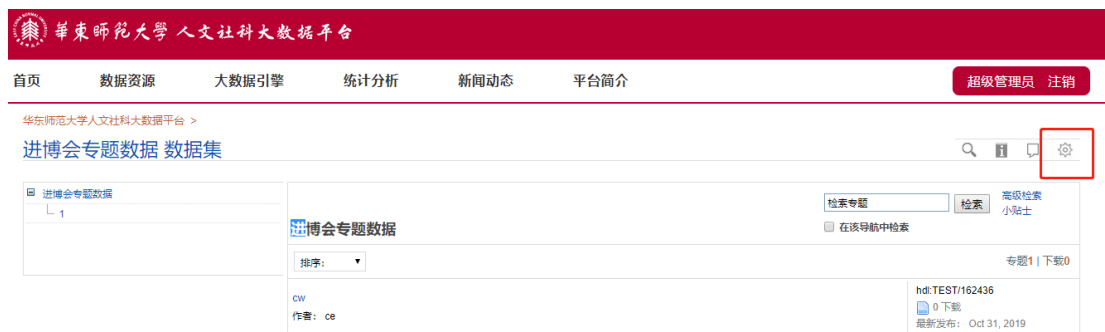 華東師範大學 人文社科大数据平台
首页 数据资源 大数据引擎 统计分析 新闻动态 平台简介 超级管理员 注销
华东师范大学人文社科大数据平台 >
进博会专题数据 数据集
进博会专题数据
1
检索专题 检索 高级检索
小贴士
在该导航中检索
进博会专题数据
排序: 专题1 | 下载0
cw
作者: ce
hdl:TEST/162436
0 下载
最新发布: Oct 31, 2019